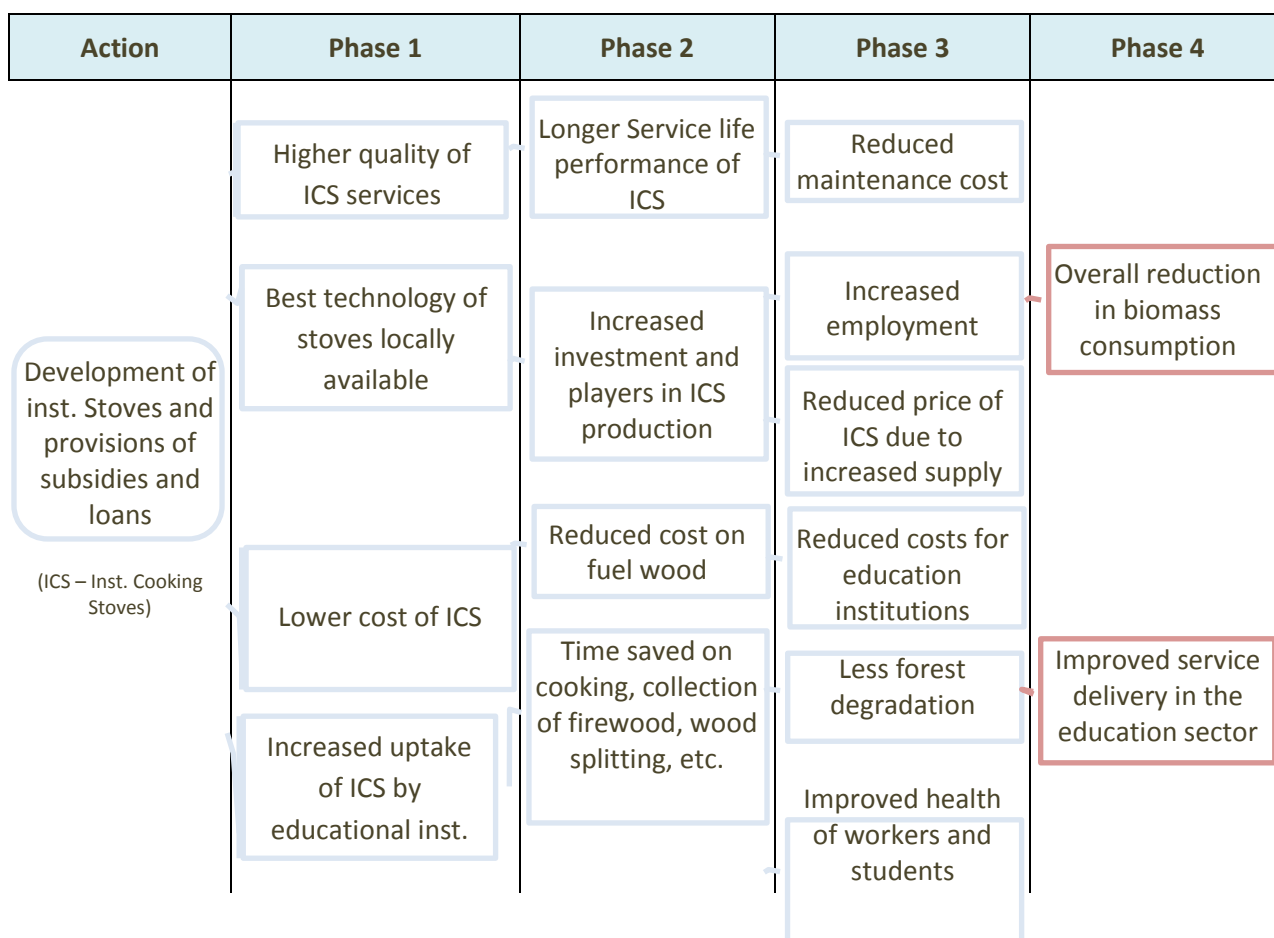 Action
Phase 1
Phase 2
Phase 3
Phase 4
Development of
inst. Stoves and
provisions of
subsidies and
loans
(ICS – Inst. Cooking
Stoves)
Higher quality of
ICS services
Best technology of
stoves locally
available
Lower cost of ICS
Increased uptake
of ICS by
educational inst.
Longer Service life
performance of
ICS
Increased
investment and
players in ICS
production
Reduced cost on
fuel wood
Time saved on
cooking, collection
of firewood, wood
splitting, etc.
Reduced
maintenance cost
Increased
employment
Reduced price of
ICS due to
increased supply
Reduced costs for
education
institutions
Less forest
degradation
Improved health
of workers and
students
Overall reduction
in biomass
consumption
Improved service
delivery in the
education sector